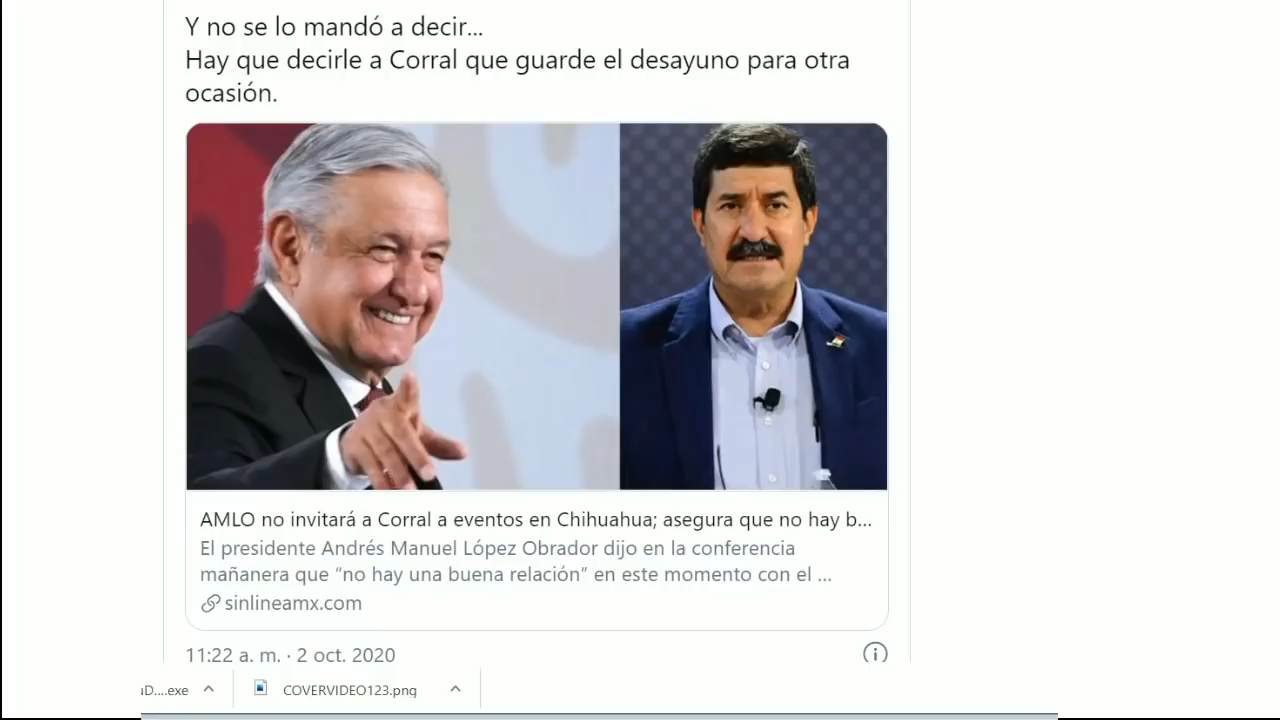 Y no se lo mandó a decir...
Hay que decirle a Corral que guarde el desayuno para otra
ocasión.
AMLO no invitará a Corral a eventos en Chihuahua; asegura que no hay b...
El presidente Andrés Manuel López Obrador dijo en la conferencia
mañanera que “no hay una buena relación” en este momento con el ...
sinlineamx.com
11:22 a. m. · 2 oct. 2020
ıD....exe
COVERVIDEO123.png